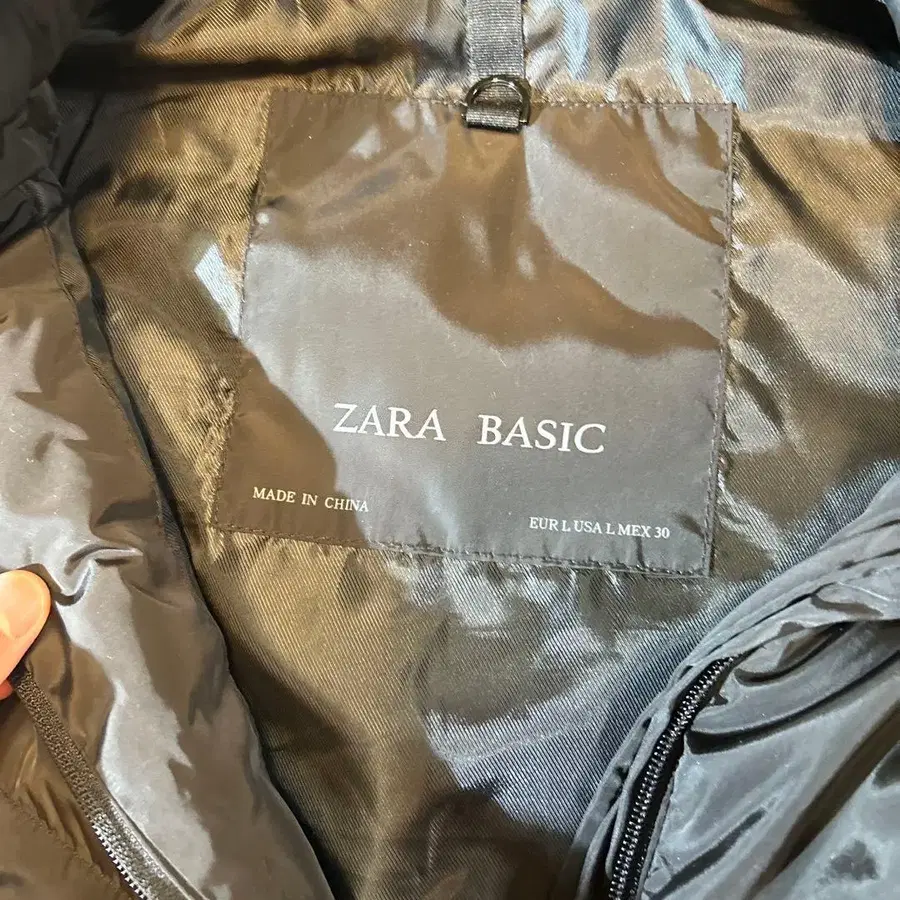 ZARA BASIC
MADE IN CHINA
EUR L USA L MEX 30